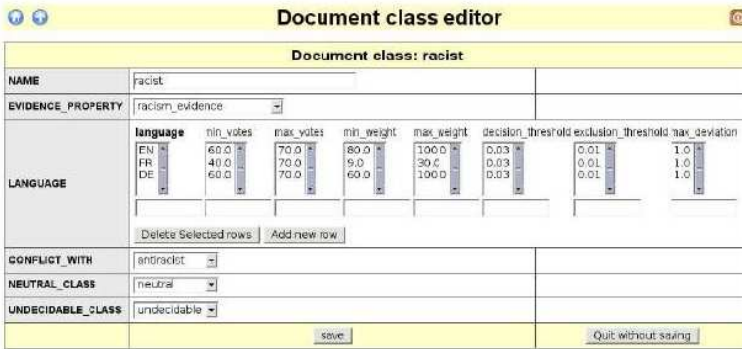 Document class editor
Document class: racist
NAME racist
EVIDENCE_PROPERTY racism_evidence
language min_votes max_votes min_weight max_weight decision_threshold exclusion_threshold max_deviation
LANGUAGE
EN 60.0 70.0 80.0 100.0 0.03 0.01 1.0
FR 40.0 70.0 9.0 30.0 0.03 0.01 1.0
DE 60.0 70.0 60.0 100.0 0.03 0.01 1.0
Delete Selected rows Add new row
CONFLICT_WITH antiracist
NEUTRAL_CLASS neutral
UNDECIDABLE_CLASS undecidable
save Quit without saving